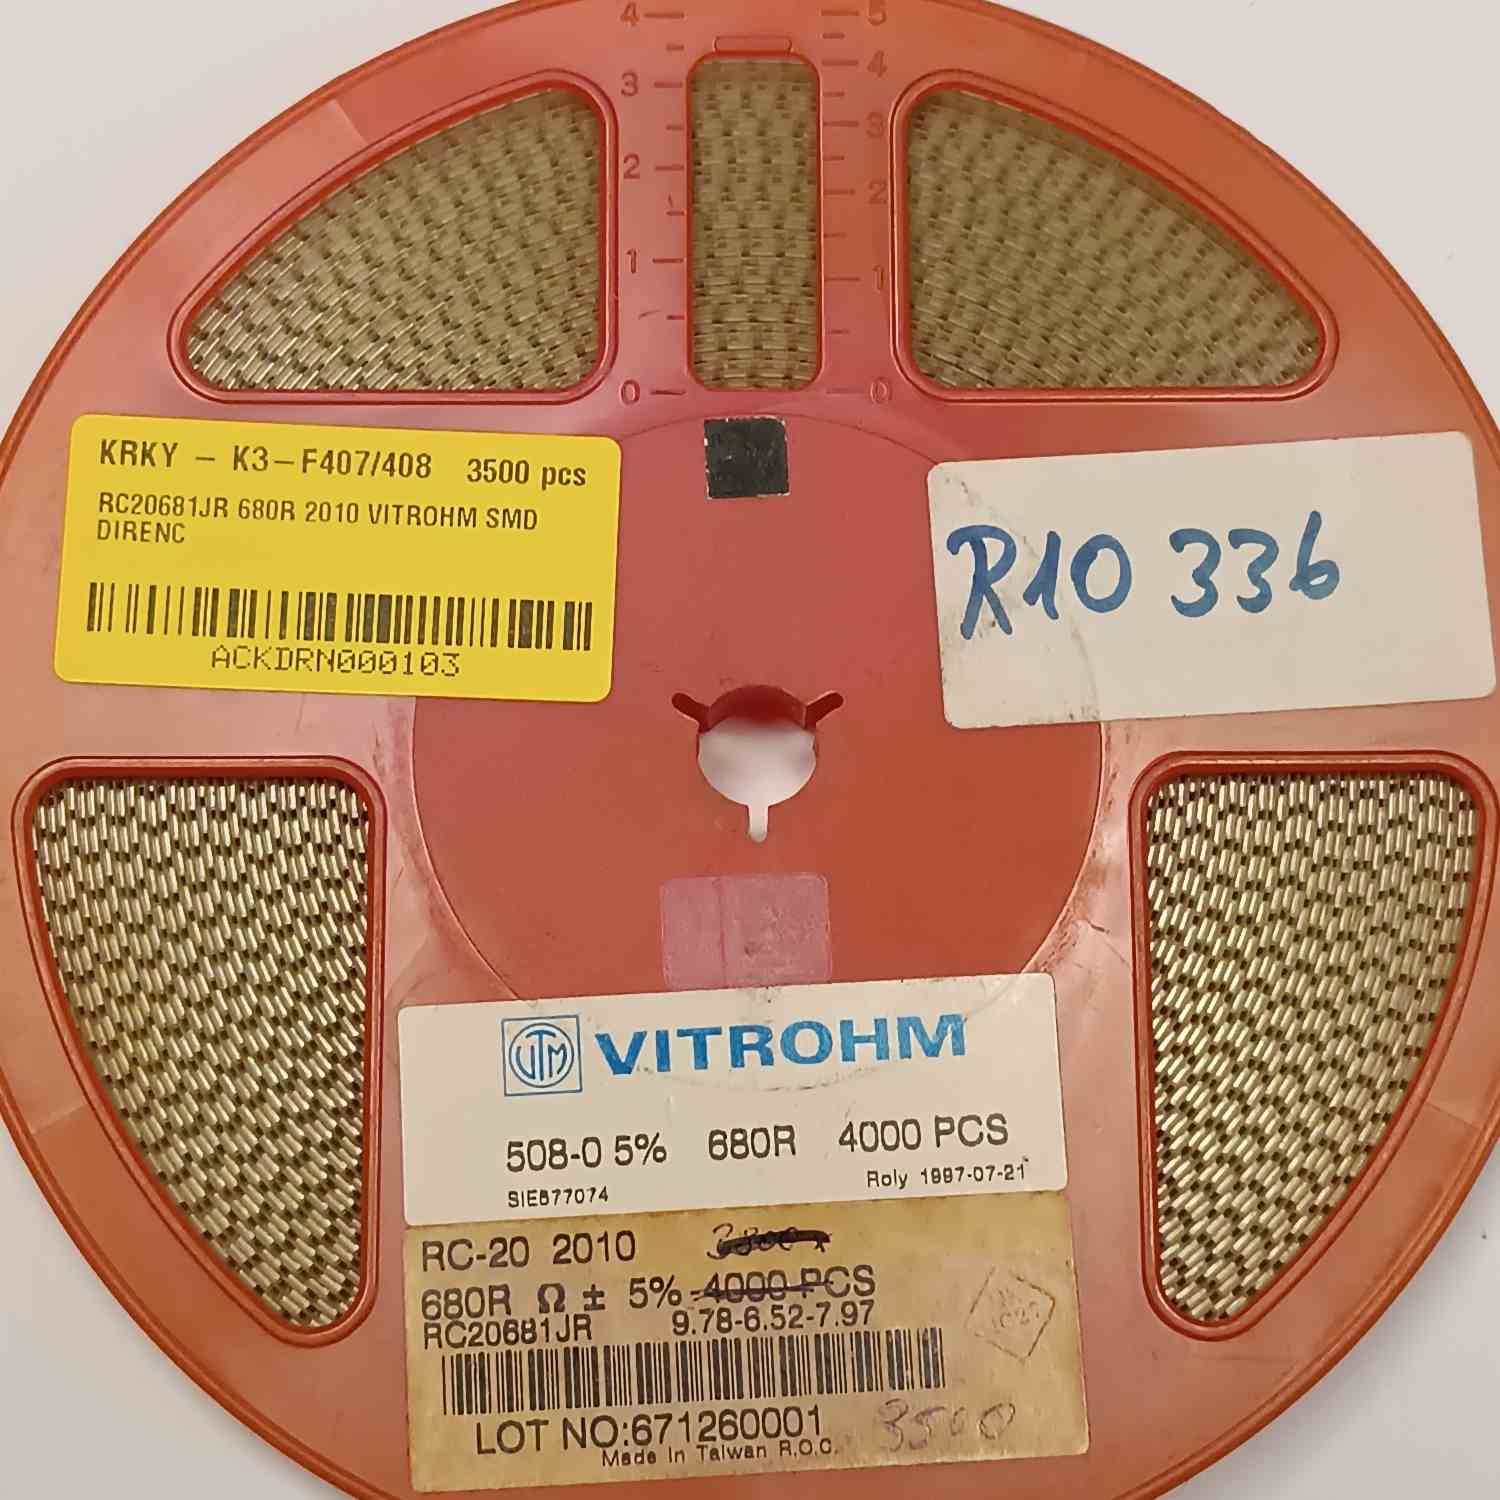 4 5
4
3 3
2 2
1 1
0 0
KRKY – K3–F407/408 3500 pcs
RC20681JR 680R 2010 VITROHM SMD
DIRENC
ACKDRN000103
R10 336
VTM VITROHM
508-0 5% 680R 4000 PCS
SIE677074 Roly 1997-07-21
RC-20 2010
680R Ω ± 5% 4000 PCS
RC20681JR 9.78-6.52-7.97
LOT NO:671260001 3500
Made In Taiwan R.O.C.